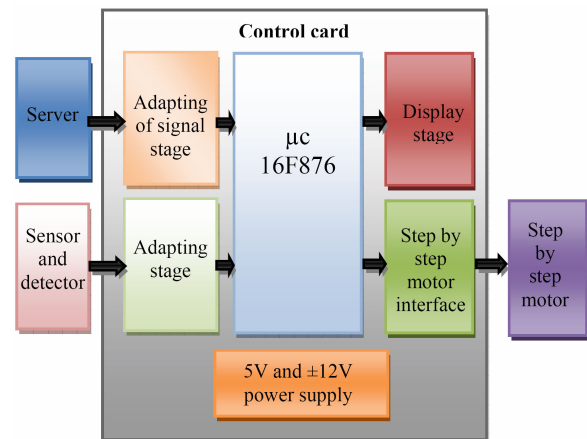 Control card
Server
Adapting
of signal
stage
μc
16F876
Display
stage
Sensor
and
detector
Adapting
stage
Step by
step
motor
interface
Step
by
step
motor
5V and ±12V
power supply